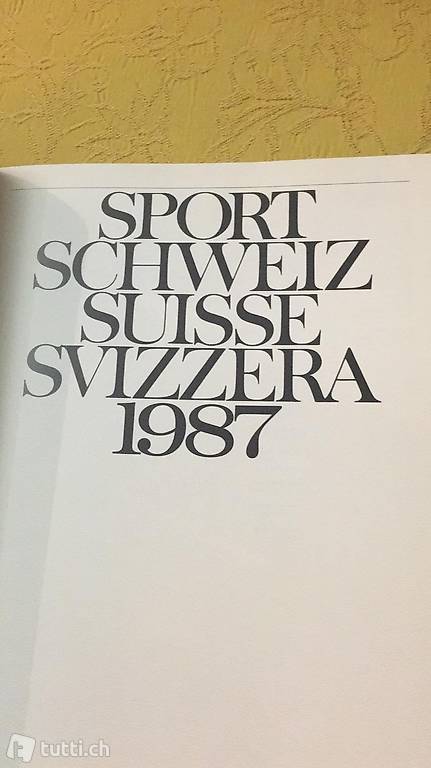 SPORT
SCHWEIZ
SUISSE
SVIZZERA
1987
tutti.ch